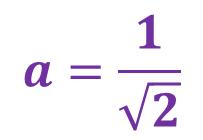 a = 1/√2